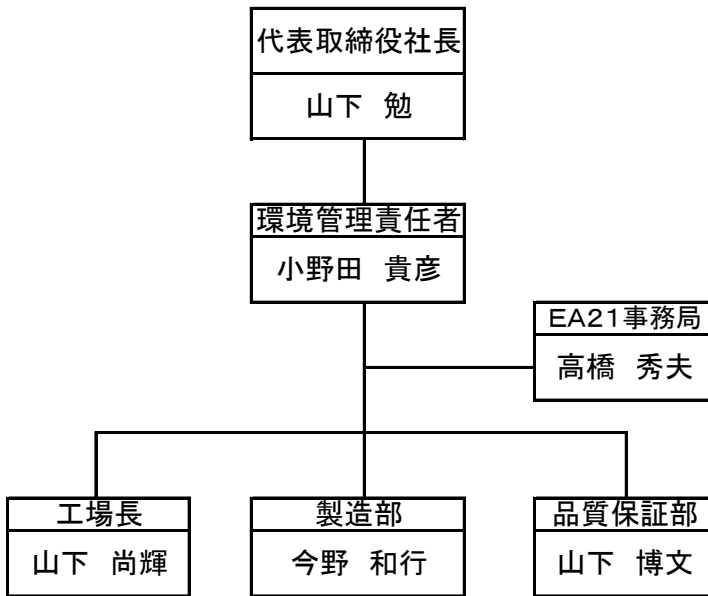 代表取締役社長
山下 勉
環境管理責任者
小野田 貴彦
EA21事務局
高橋 秀夫
工場長
山下 尚輝
製造部
今野 和行
品質保証部
山下 博文